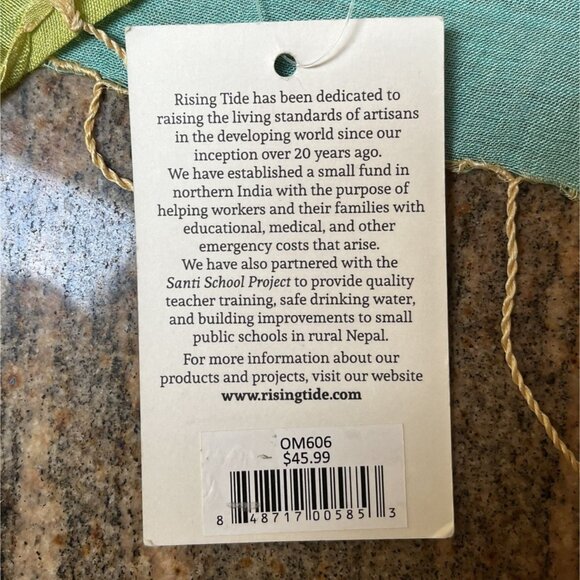 Rising Tide has been dedicated to
raising the living standards of artisans
in the developing world since our
inception over 20 years ago.
We have established a small fund in
northern India with the purpose of
helping workers and their families with
educational, medical, and other
emergency costs that arise.
We have also partnered with the
Santi School Project to provide quality
teacher training, safe drinking water,
and building improvements to small
public schools in rural Nepal.
For more information about our
products and projects, visit our website
www.risingtide.com
OM606
$45.99
8 48717 00585 3